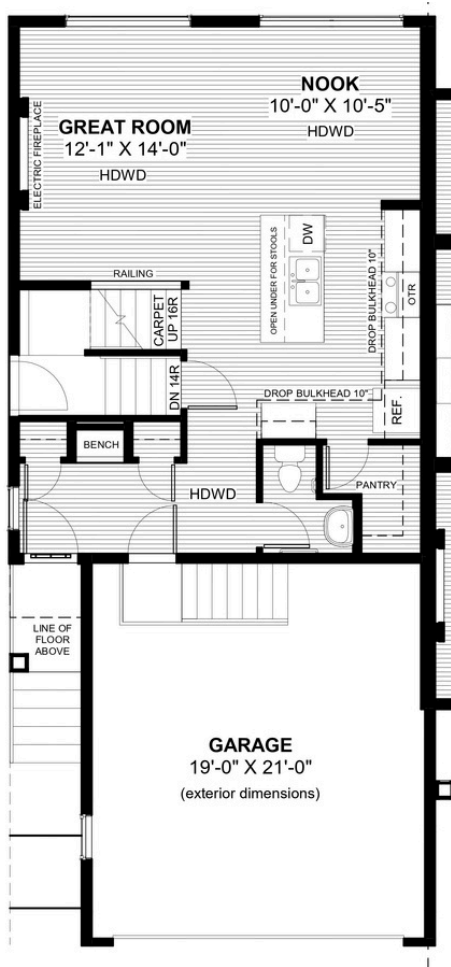 NOOK
10'-0" X 10'-5"
HDWD
GREAT ROOM
12'-1" X 14'-0"
HDWD
ELECTRIC FIREPLACE
DW
OPEN UNDER FOR STOOLS
OTR
DROP BULKHEAD 10"
RAILING
CARPET
UP 16R
DN 14R
DROP BULKHEAD 10"
REF.
BENCH
HDWD
PANTRY
LINE OF
FLOOR
ABOVE
GARAGE
19'-0" X 21'-0"
(exterior dimensions)